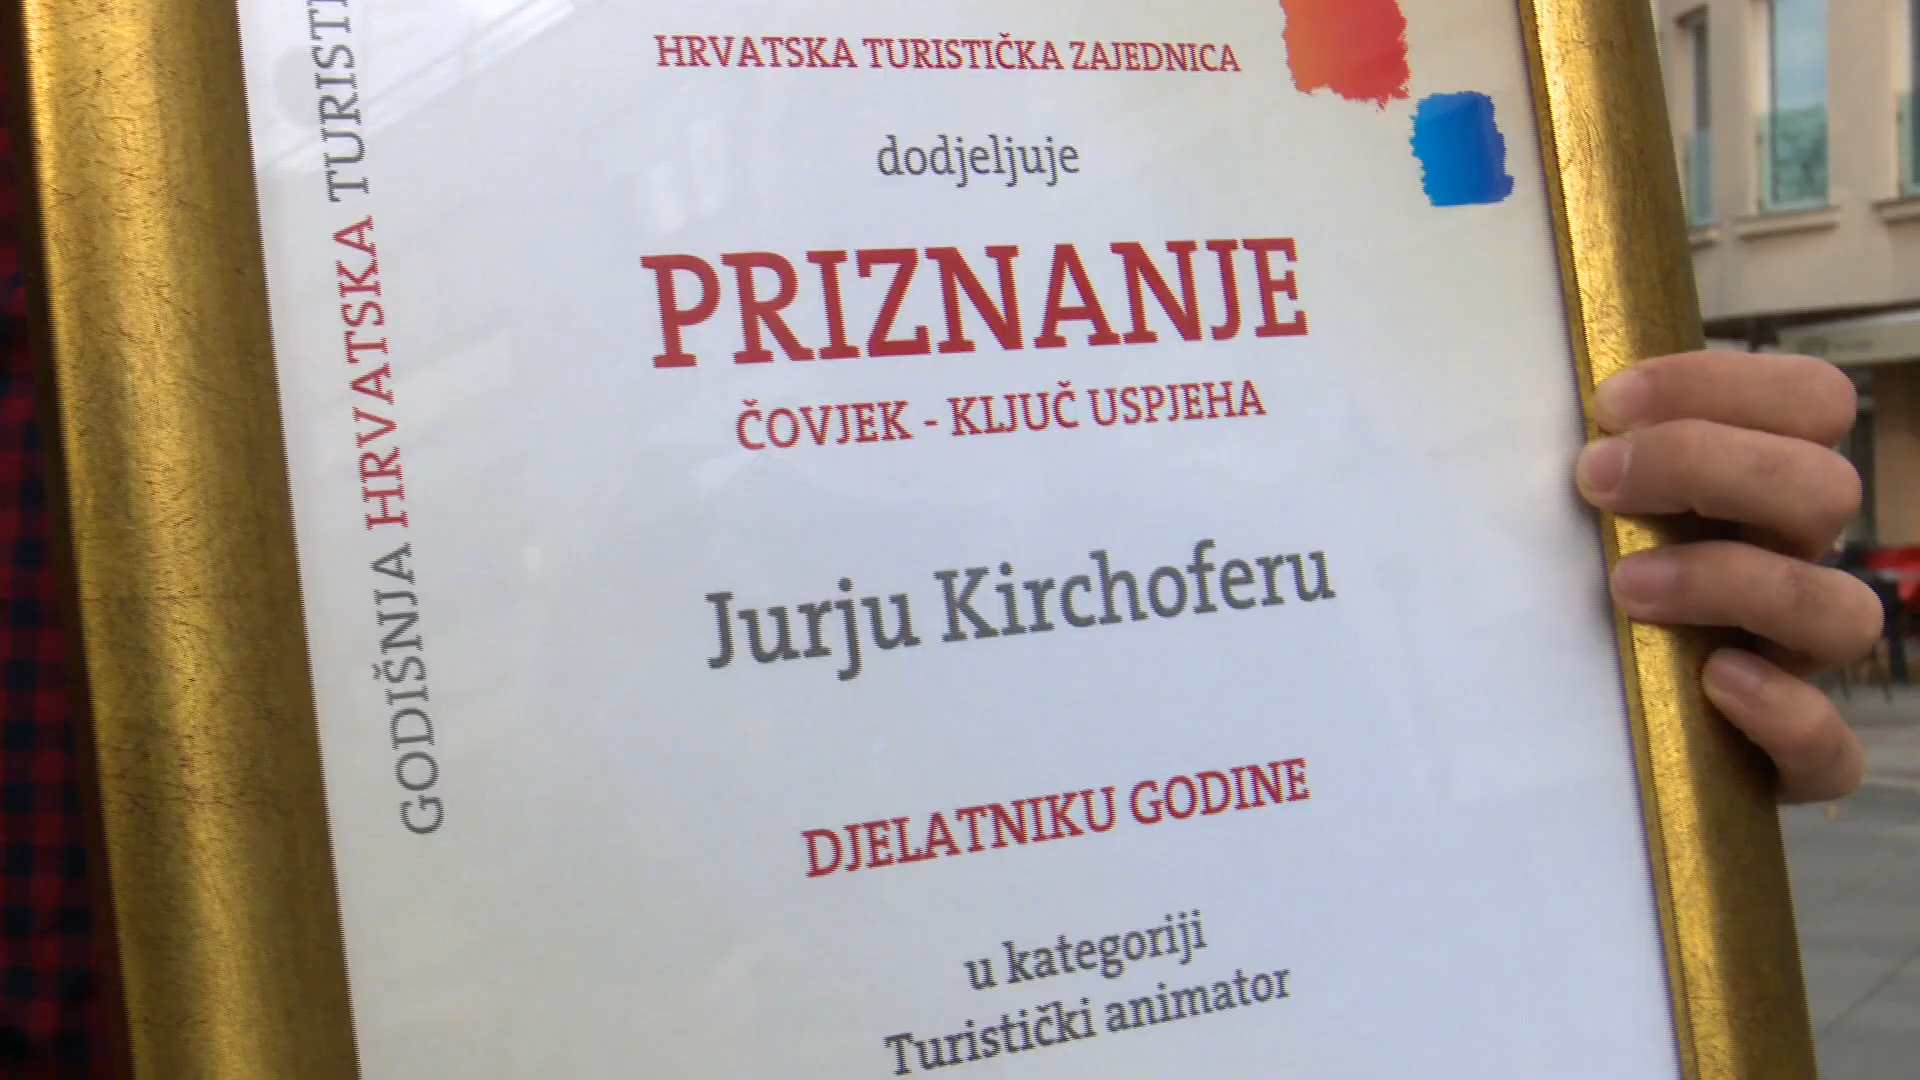 HRVATSKA TURISTIČKA ZAJEDNICA
dodjeljuje
PRIZNANJE
ČOVJEK - KLJUČ USPJEHA
Jurju Kirchoferu
DJELATNIKU GODINE
u kategoriji
Turistički animator
GODIŠNJA HRVATSKA TURISTI